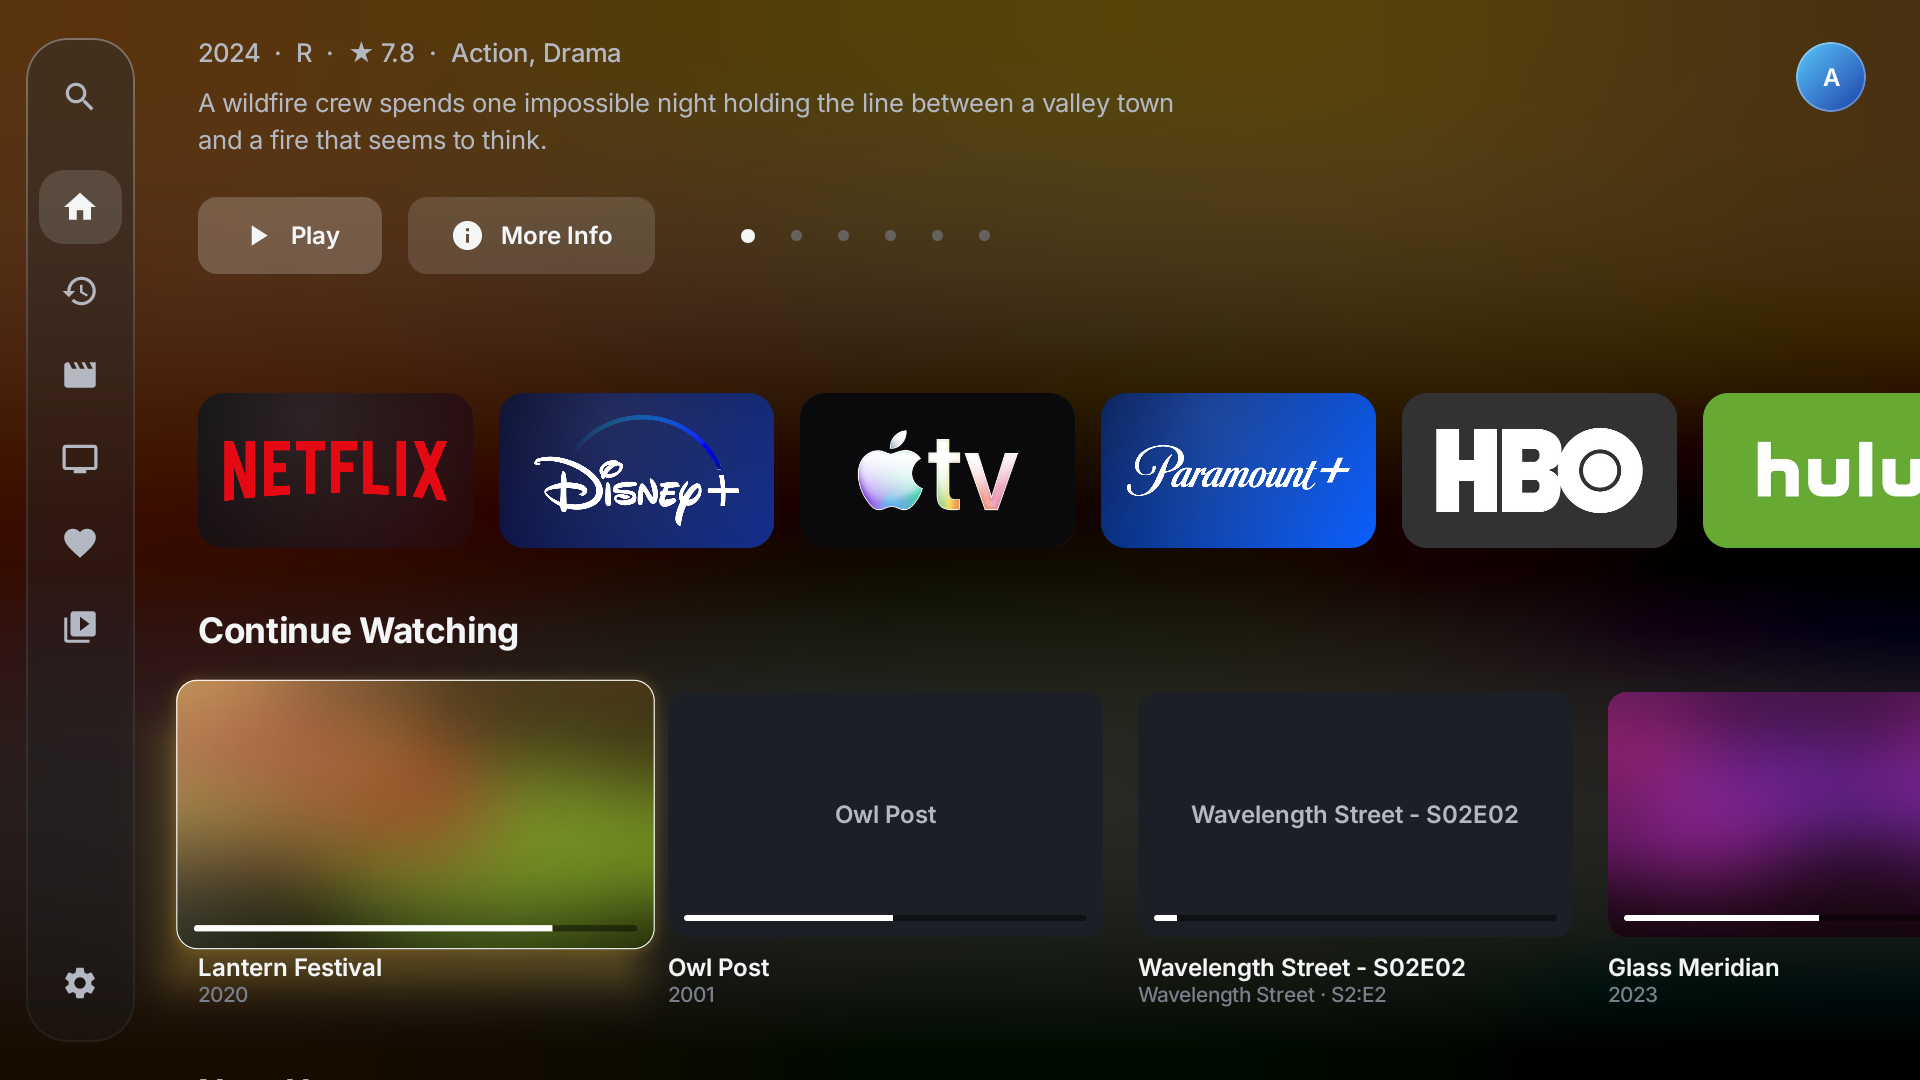 2024 · R · ★ 7.8 · Action, Drama
A
A wildfire crew spends one impossible night holding the line between a valley town
and a fire that seems to think.
Play
More Info
NETFLIX
Disney+
tv
Paramount+
HBO
hulu
Continue Watching
Owl Post
Wavelength Street - S02E02
Lantern Festival
2020
Owl Post
2001
Wavelength Street - S02E02
Wavelength Street · S2:E2
Glass Meridian
2023